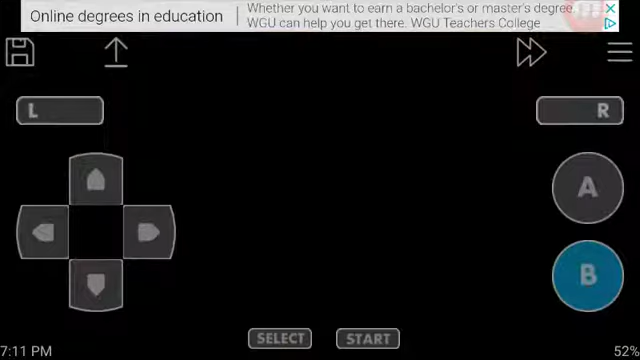 Online degrees in education
Whether you want to earn a bachelor's or master's degree,
WGU can help you get there. WGU Teachers College
L
R
A
B
SELECT
START
7:11 PM
52%